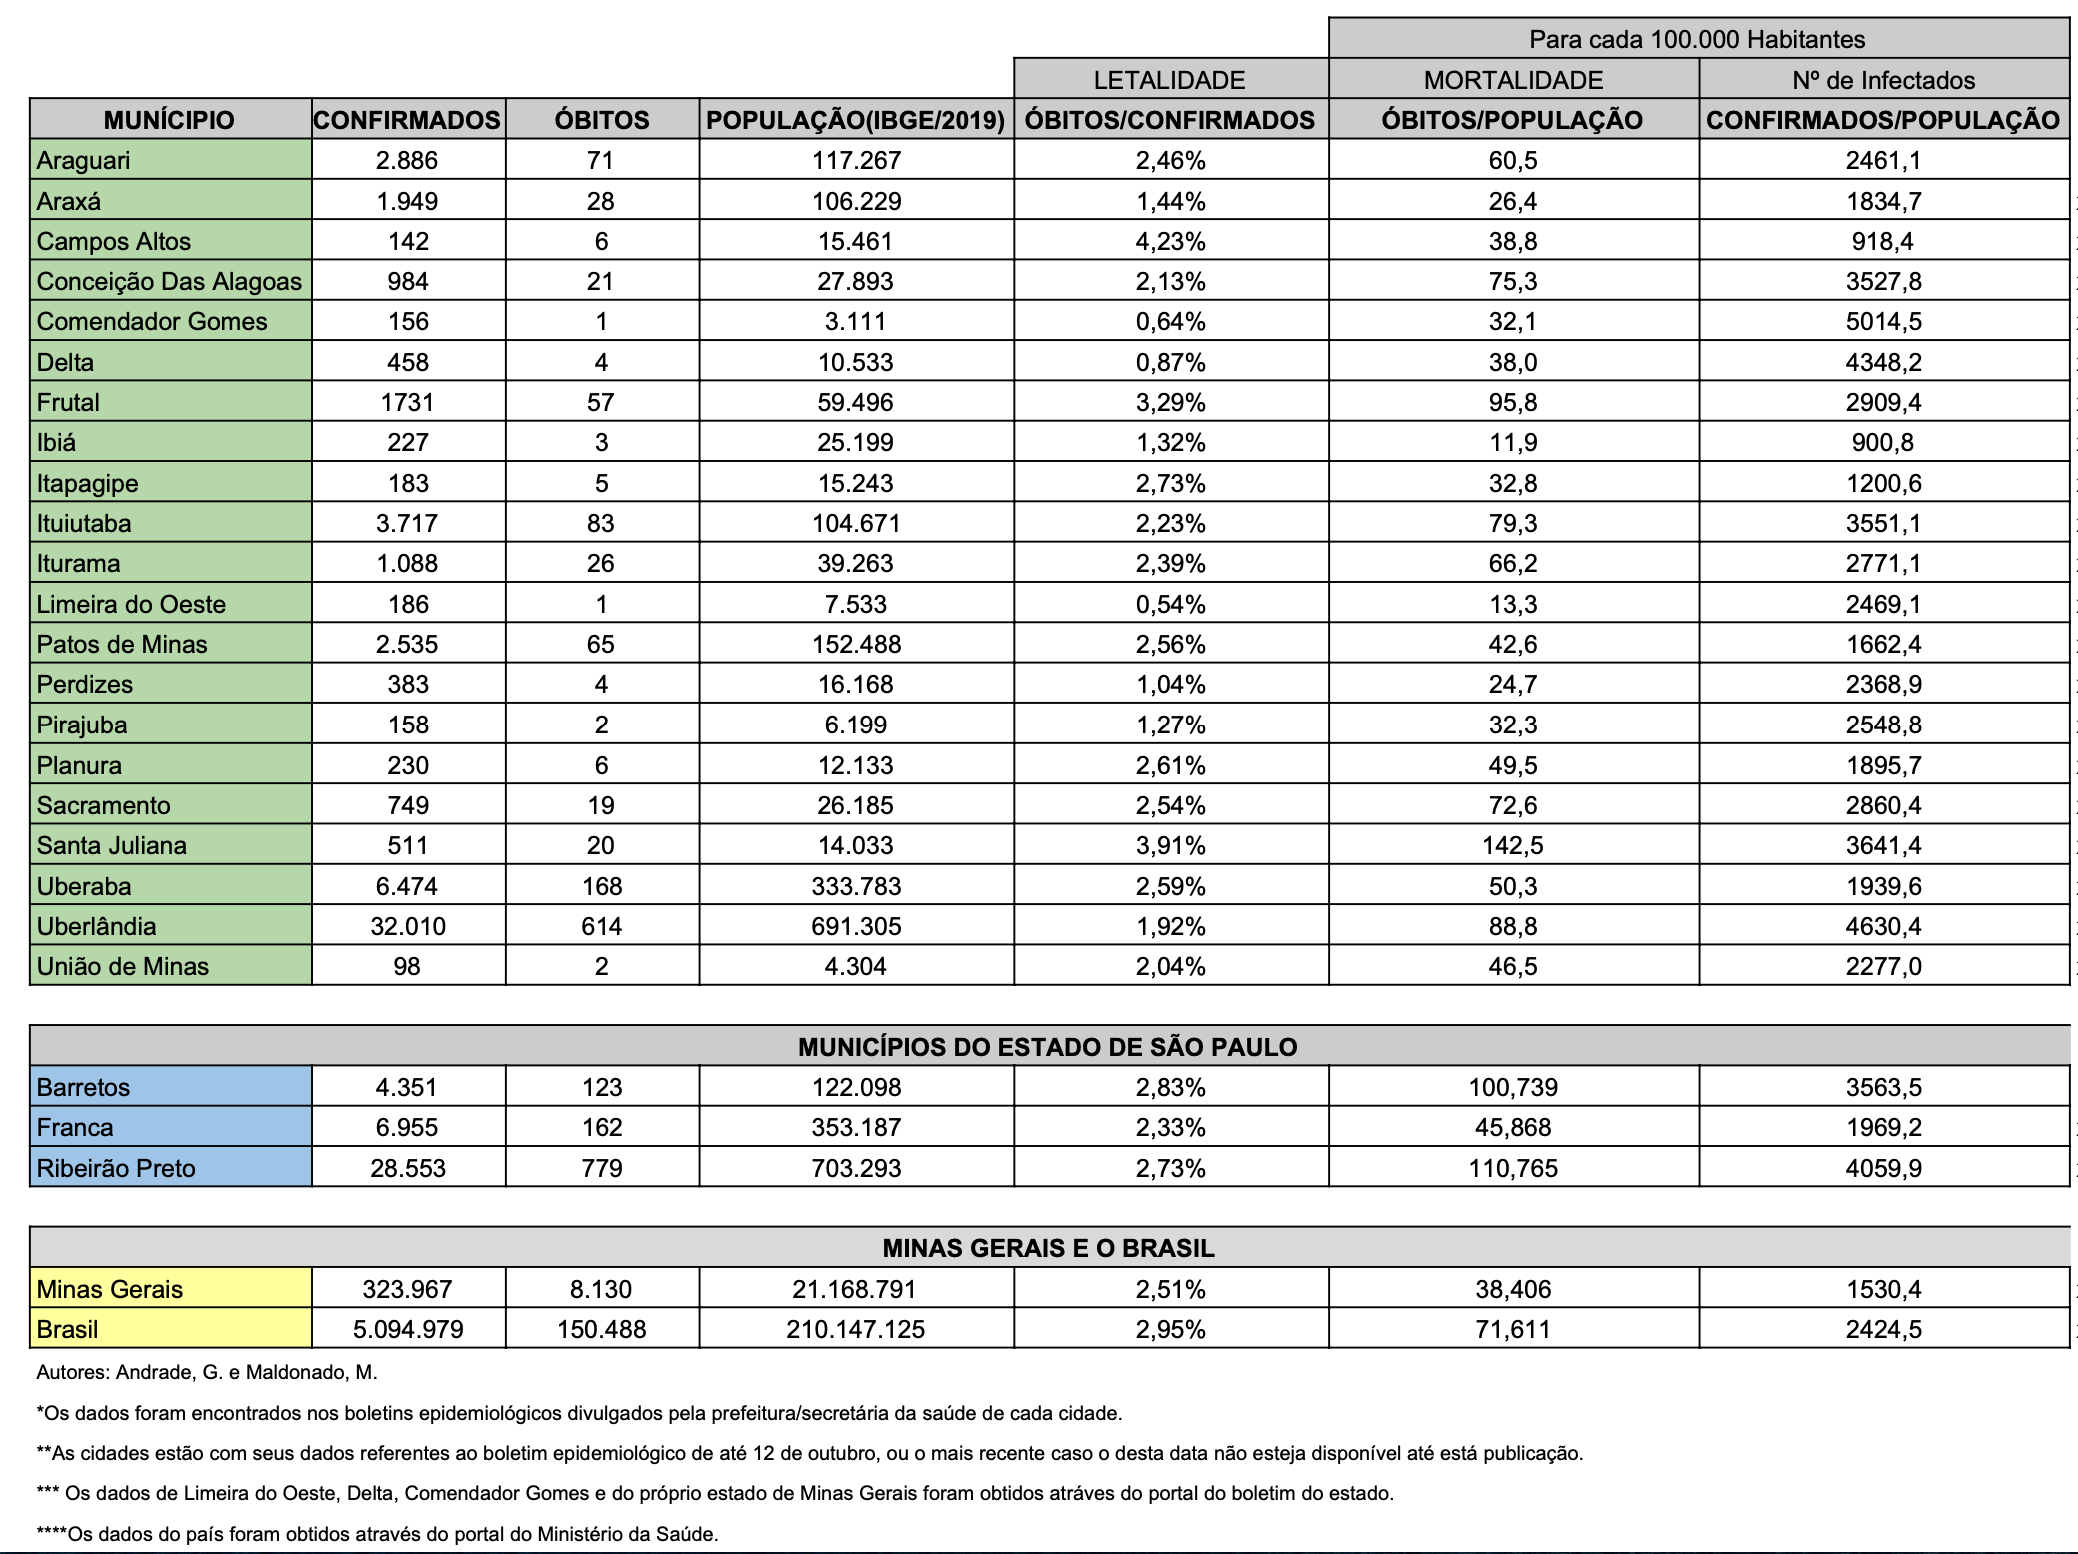 Para cada 100.000 Habitantes
LETALIDADE MORTALIDADE Nº de Infectados
MUNÍCIPIO CONFIRMADOS ÓBITOS POPULAÇÃO(IBGE/2019) ÓBITOS/CONFIRMADOS ÓBITOS/POPULAÇÃO CONFIRMADOS/POPULAÇÃO
Araguari 2.886 71 117.267 2,46% 60,5 2461,1
Araxá 1.949 28 106.229 1,44% 26,4 1834,7
Campos Altos 142 6 15.461 4,23% 38,8 918,4
Conceição Das Alagoas 984 21 27.893 2,13% 75,3 3527,8
Comendador Gomes 156 1 3.111 0,64% 32,1 5014,5
Delta 458 4 10.533 0,87% 38,0 4348,2
Frutal 1731 57 59.496 3,29% 95,8 2909,4
Ibiá 227 3 25.199 1,32% 11,9 900,8
Itapagipe 183 5 15.243 2,73% 32,8 1200,6
Ituiutaba 3.717 83 104.671 2,23% 79,3 3551,1
Iturama 1.088 26 39.263 2,39% 66,2 2771,1
Limeira do Oeste 186 1 7.533 0,54% 13,3 2469,1
Patos de Minas 2.535 65 152.488 2,56% 42,6 1662,4
Perdizes 383 4 16.168 1,04% 24,7 2368,9
Pirajuba 158 2 6.199 1,27% 32,3 2548,8
Planura 230 6 12.133 2,61% 49,5 1895,7
Sacramento 749 19 26.185 2,54% 72,6 2860,4
Santa Juliana 511 20 14.033 3,91% 142,5 3641,4
Uberaba 6.474 168 333.783 2,59% 50,3 1939,6
Uberlândia 32.010 614 691.305 1,92% 88,8 4630,4
União de Minas 98 2 4.304 2,04% 46,5 2277,0
MUNICÍPIOS DO ESTADO DE SÃO PAULO
Barretos 4.351 123 122.098 2,83% 100,739 3563,5
Franca 6.955 162 353.187 2,33% 45,868 1969,2
Ribeirão Preto 28.553 779 703.293 2,73% 110,765 4059,9
MINAS GERAIS E O BRASIL
Minas Gerais 323.967 8.130 21.168.791 2,51% 38,406 1530,4
Brasil 5.094.979 150.488 210.147.125 2,95% 71,611 2424,5
Autores: Andrade, G. e Maldonado, M.
*Os dados foram encontrados nos boletins epidemiológicos divulgados pela prefeitura/secretária da saúde de cada cidade.
**As cidades estão com seus dados referentes ao boletim epidemiológico de até 12 de outubro, ou o mais recente caso o desta data não esteja disponível até está publicação.
*** Os dados de Limeira do Oeste, Delta, Comendador Gomes e do próprio estado de Minas Gerais foram obtidos atráves do portal do boletim do estado.
****Os dados do país foram obtidos através do portal do Ministério da Saúde.